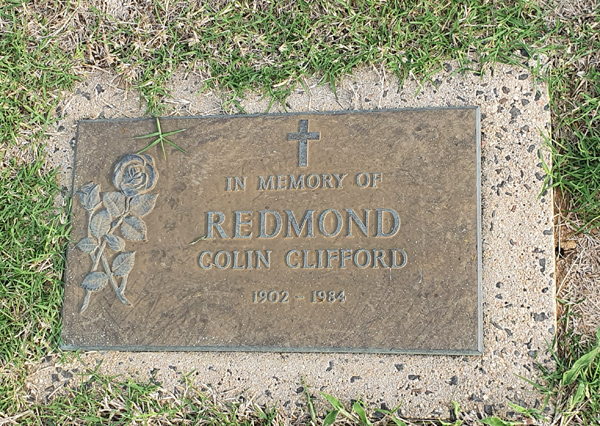 IN MEMORY OF
REDMOND
COLIN CLIFFORD
1902 - 1984